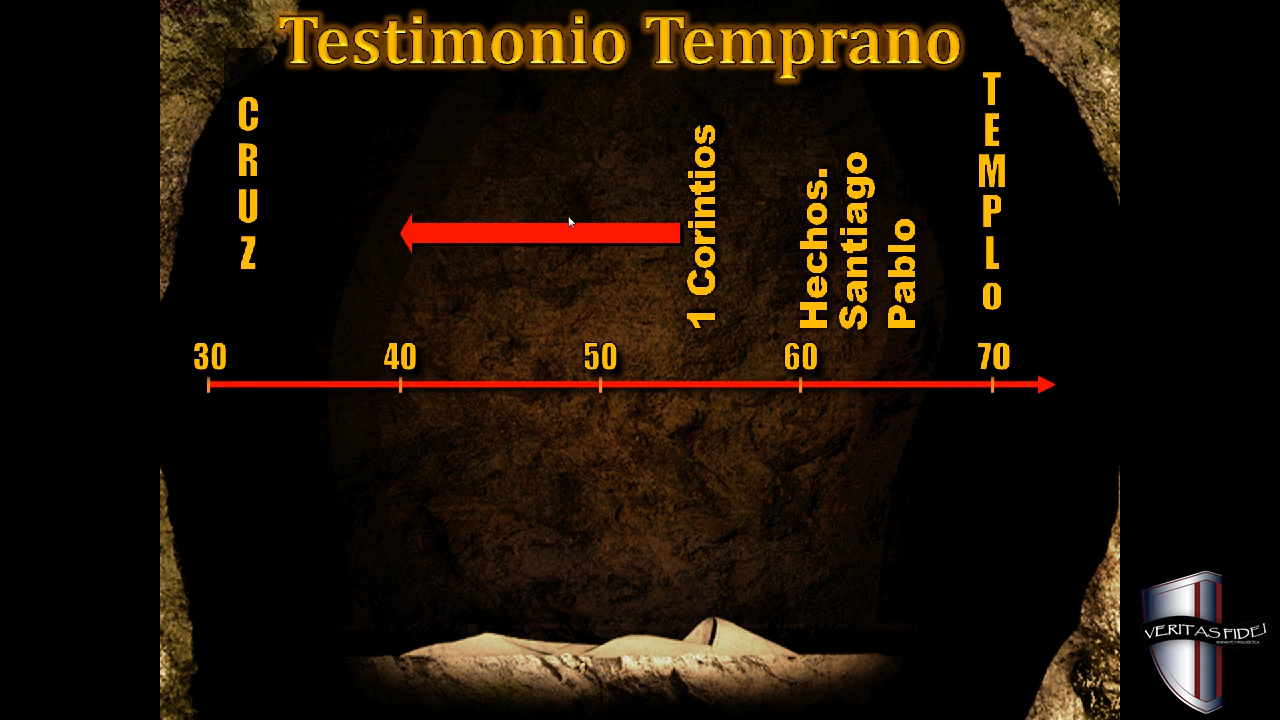 Testimonio Temprano
CRUZ
1 Corintios
Hechos.
Santiago
Pablo
TEMPLO
30 40 50 60 70
VERITAS FIDEI